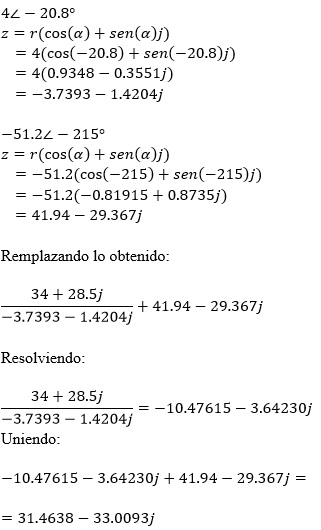 4∠−20.8°
z = r(cos(α) + sen(α)j)
= 4(cos(−20.8) + sen(−20.8)j)
= 4(0.9348 − 0.3551j)
= −3.7393 − 1.4204j
−51.2∠−215°
z = r(cos(α) + sen(α)j)
= −51.2(cos(−215) + sen(−215)j)
= −51.2(−0.81915 + 0.8735j)
= 41.94 − 29.367j
Remplazando lo obtenido:
34 + 28.5j
−3.7393 − 1.4204j + 41.94 − 29.367j
Resolviendo:
34 + 28.5j
−3.7393 − 1.4204j = −10.47615 − 3.64230j
Uniendo:
−10.47615 − 3.64230j + 41.94 − 29.367j =
= 31.4638 − 33.0093j